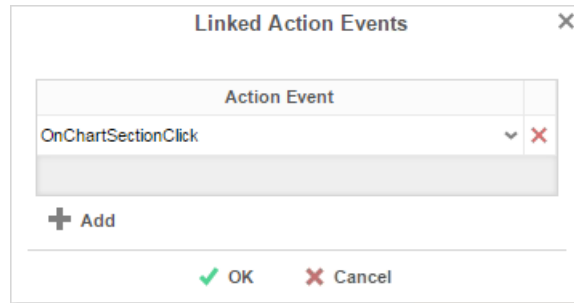 Linked Action Events
Action Event
OnChartSectionClick
Add
OK Cancel